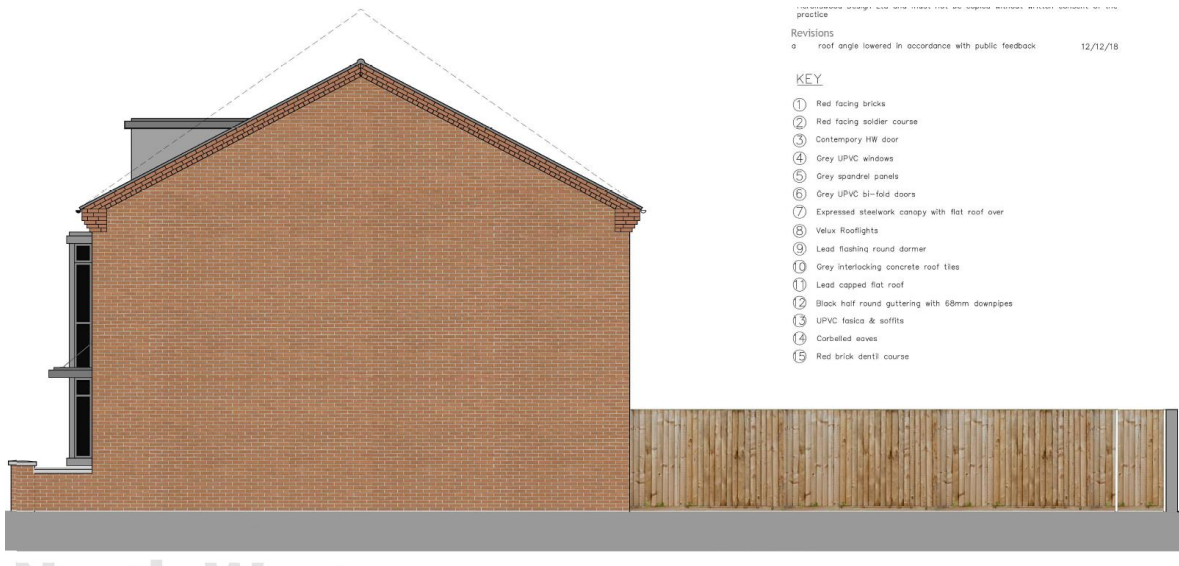 practice
Revisions
a roof angle lowered in accordance with public feedback 12/12/18
KEY
1 Red facing bricks
2 Red facing soldier course
3 Contempory HW door
4 Grey UPVC windows
5 Grey spandrel panels
6 Grey UPVC bi-fold doors
7 Expressed steelwork canopy with flat roof over
8 Velux Rooflights
9 Lead flashing round dormer
10 Grey interlocking concrete roof tiles
11 Lead capped flat roof
12 Black half round guttering with 68mm downpipes
13 UPVC fasica & soffits
14 Corbelled eaves
15 Red brick dentil course